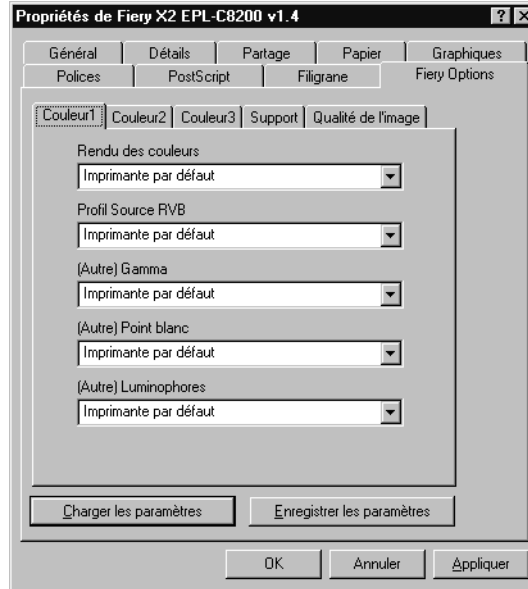 Propriétés de Fiery X2 EPL-C8200 v1.4
Général Détails Partage Papier Graphiques
Polices PostScript Filigrane Fiery Options
Couleur1 Couleur2 Couleur3 Support Qualité de l'image
Rendu des couleurs
Imprimante par défaut
Profil Source RVB
Imprimante par défaut
(Autre) Gamma
Imprimante par défaut
(Autre) Point blanc
Imprimante par défaut
(Autre) Luminophores
Imprimante par défaut
Charger les paramètres Enregistrer les paramètres
OK Annuler Appliquer